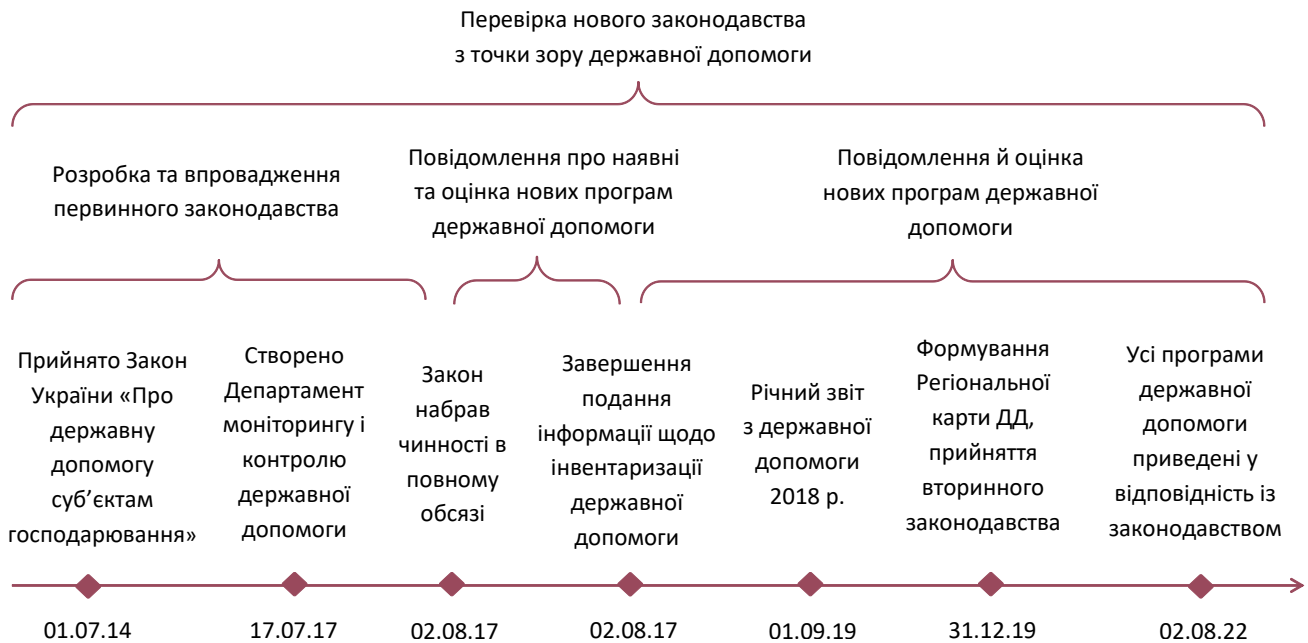 Перевірка нового законодавства
з точки зору державної допомоги
Розробка та впровадження
первинного законодавства
Повідомлення про наявні
та оцінка нових програм
державної допомоги
Повідомлення й оцінка
нових програм державної
допомоги
Прийнято Закон
України «Про
державну
допомогу
суб’єктам
господарювання»
Створено
Департамент
моніторингу і
контролю
державної
допомоги
Закон
набрав
чинності в
повному
обсязі
Завершення
подання
інформації щодо
інвентаризації
державної
допомоги
Річний звіт
з державної
допомоги
2018 р.
Формування
Регіональної
карти ДД,
прийняття
вторинного
законодавства
Усі програми
державної
допомоги
приведені у
відповідність із
законодавством
01.07.14
17.07.17
02.08.17
02.08.17
01.09.19
31.12.19
02.08.22